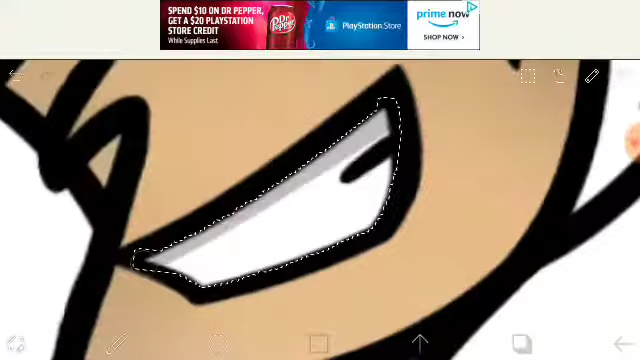 SPEND $10 ON DR PEPPER,
GET A $20 PLAYSTATION
STORE CREDIT
While Supplies Last
Dr Pepper
PlayStation.Store
prime now
SHOP NOW >